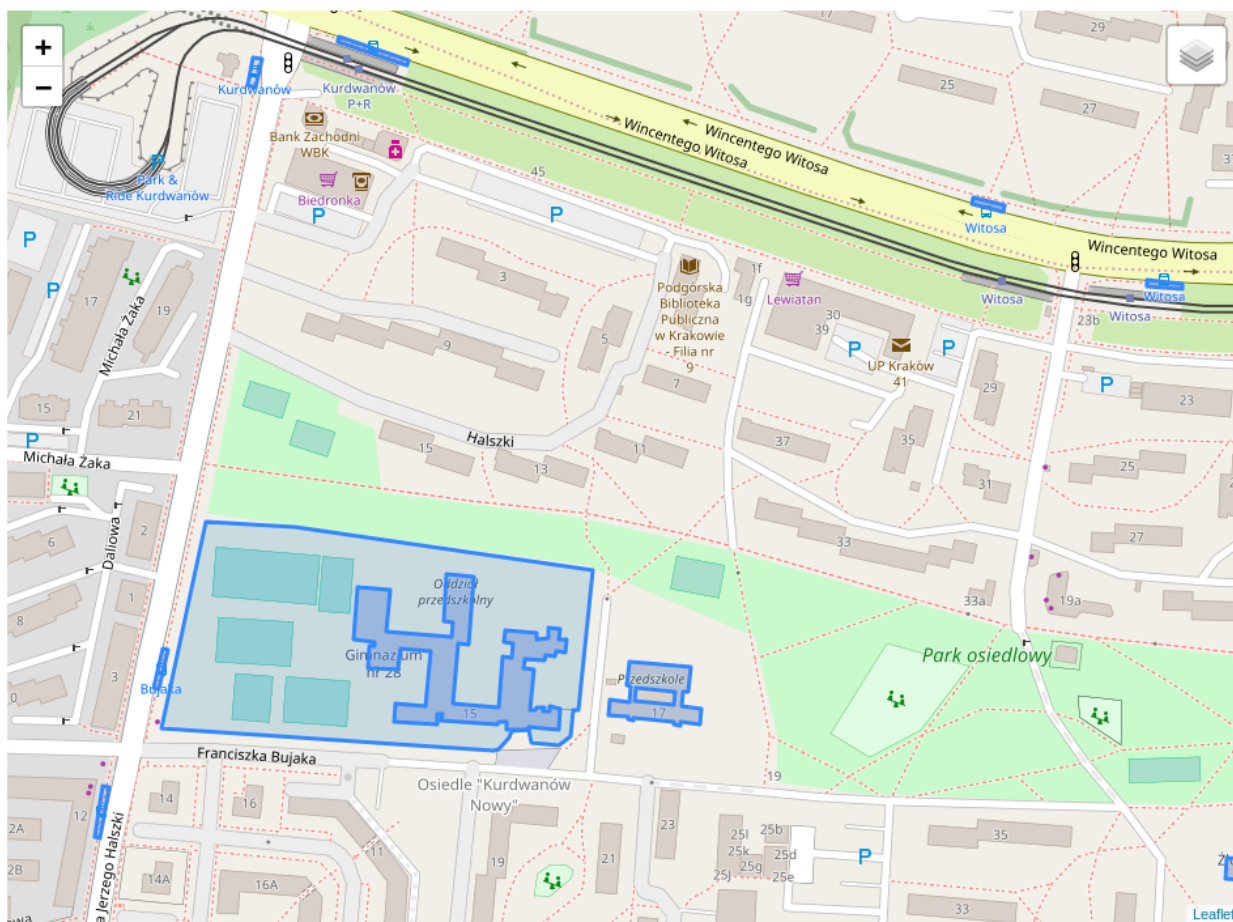 +
−
Kurdwanów
Kurdwanów
P+R
17
29
25
27
Wincentego Witosa
Wincentego Witosa
Bank Zachodni
WBK
Biedronka
P
Park &
Ride Kurdwanów
45
P
P
P
Witosa
Wincentego Witosa
Witosa
Witosa
23b
3
1f
1g
Podgórska
Biblioteka
Publiczna
w Krakowie
- Filia nr
9
Lewiatan
30
39
P
P
UP Kraków
41
17
19
Michała Żaka
9
5
7
29
P
23
15
21
P
Michała Żaka
Halszki
15
13
11
37
35
31
25
27
33
33a
19a
2
6
Daliowa
1
8
3
Oddział
przedszkolny
Gimnazjum
nr 28
15
Przedszkole
17
Park osiedlowy
Bujaka
Franciszka Bujaka
Osiedle "Kurdwanów
Nowy"
19
14
16
12
2A
2B
14A
16A
11
19
21
23
25l
25b
25k
25d
25g
25J
25e
P
35
33
a Jerzego Halszki
Leaflet